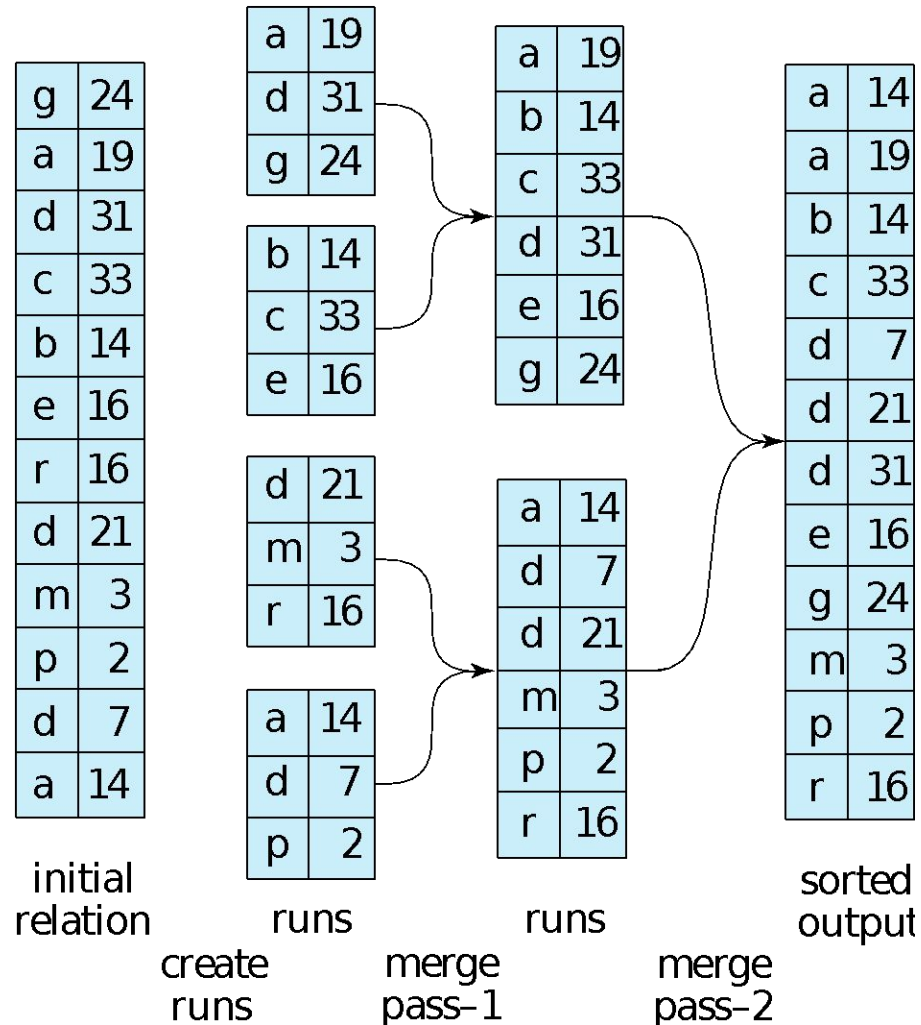 g 24
a 19
d 31
c 33
b 14
e 16
r 16
d 21
m 3
p 2
d 7
a 14
initial
relation
create
runs
a 19
d 31
g 24
b 14
c 33
e 16
d 21
m 3
r 16
a 14
d 7
p 2
runs
merge
pass–1
a 19
b 14
c 33
d 31
e 16
g 24
a 14
d 7
d 21
m 3
p 2
r 16
runs
merge
pass–2
a 14
a 19
b 14
c 33
d 7
d 21
d 31
e 16
g 24
m 3
p 2
r 16
sorted
output